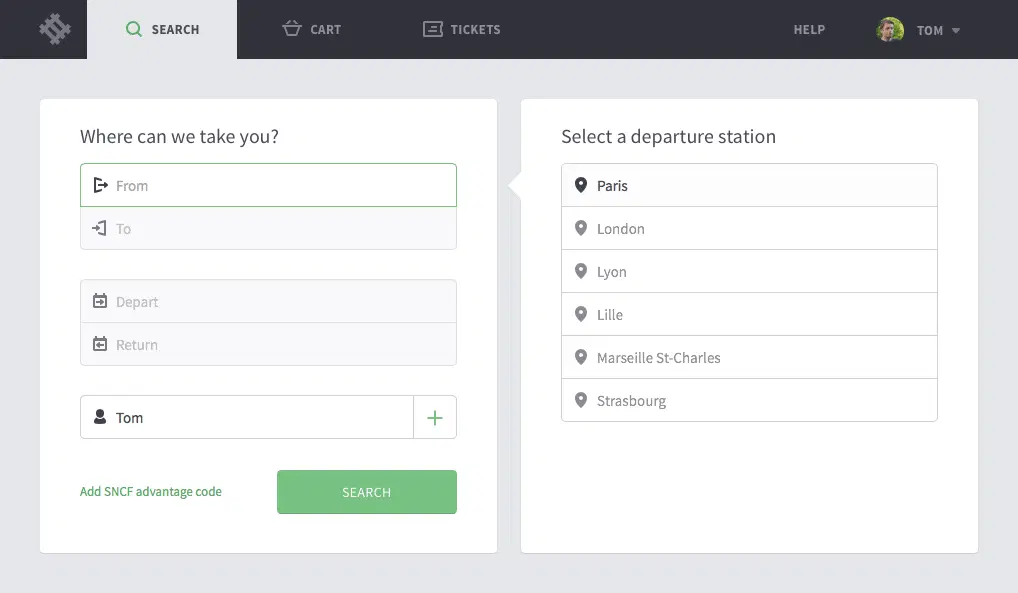 SEARCH
CART
TICKETS
HELP
TOM
Where can we take you?
From
To
Depart
Return
Tom
Add SNCF advantage code
SEARCH
Select a departure station
Paris
London
Lyon
Lille
Marseille St-Charles
Strasbourg